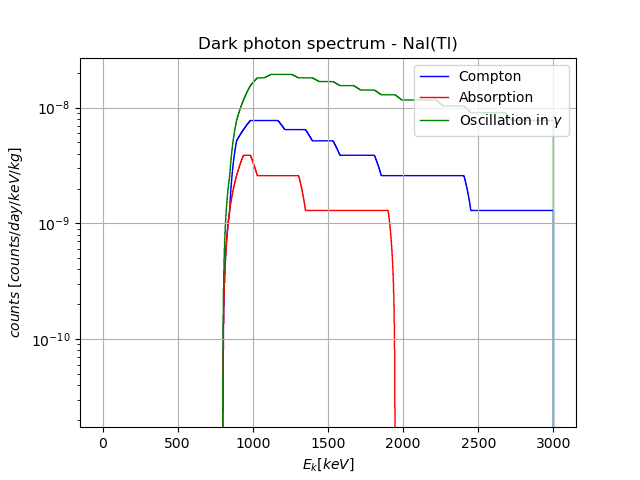 Dark photon spectrum - NaI(Tl)
Compton
Absorption
Oscillation in γ
10⁻⁸
10⁻⁹
10⁻¹⁰
counts [counts/day/keV/kg]
0 500 1000 1500 2000 2500 3000
Eₖ[keV]